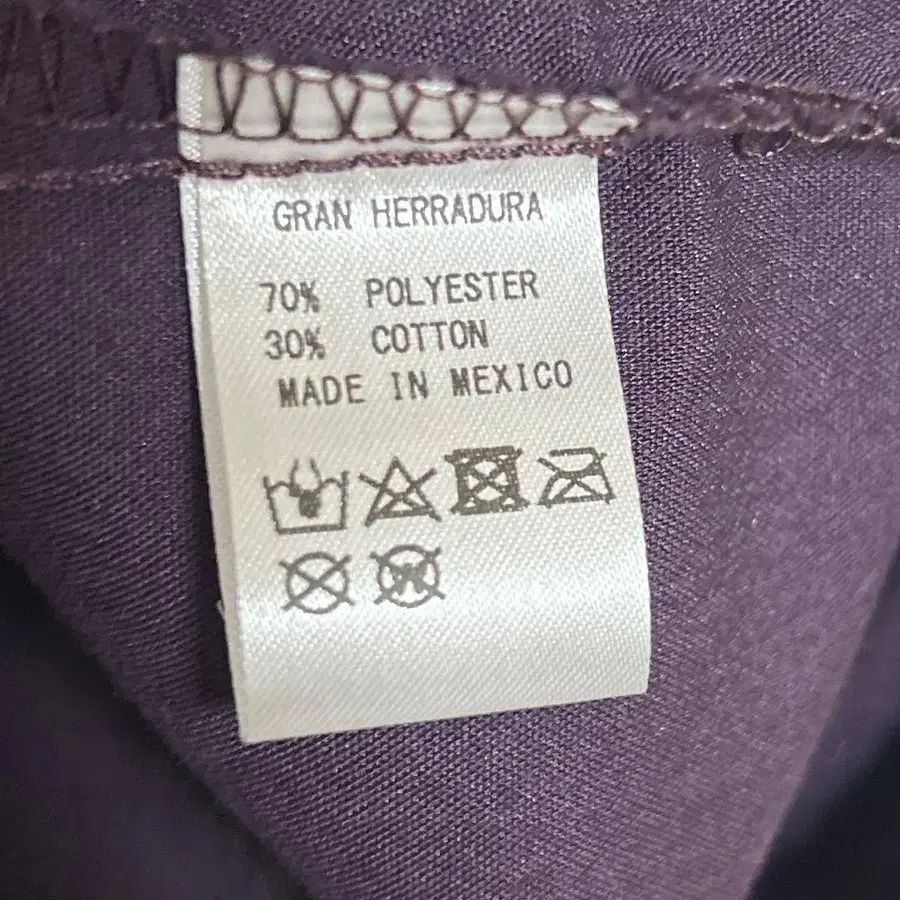 GRAN HERRADURA
70% POLYESTER
30% COTTON
MADE IN MEXICO